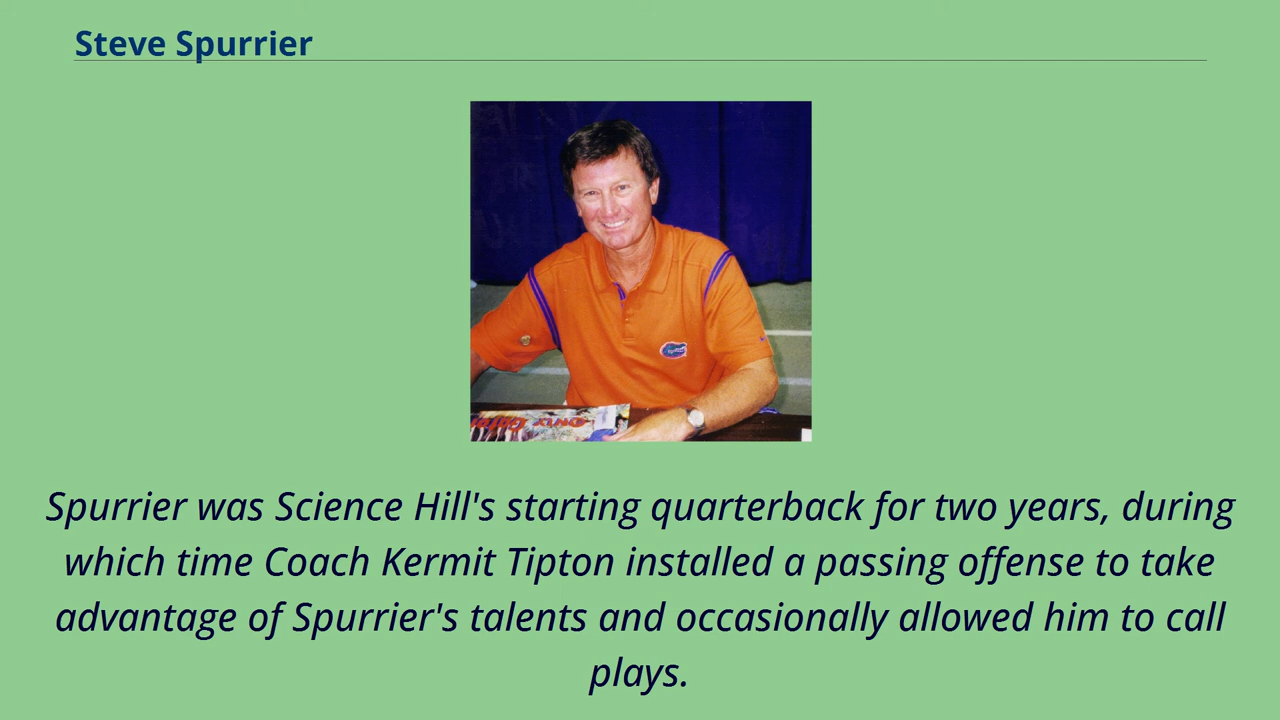 Steve Spurrier
Spurrier was Science Hill's starting quarterback for two years, during
which time Coach Kermit Tipton installed a passing offense to take
advantage of Spurrier's talents and occasionally allowed him to call
plays.